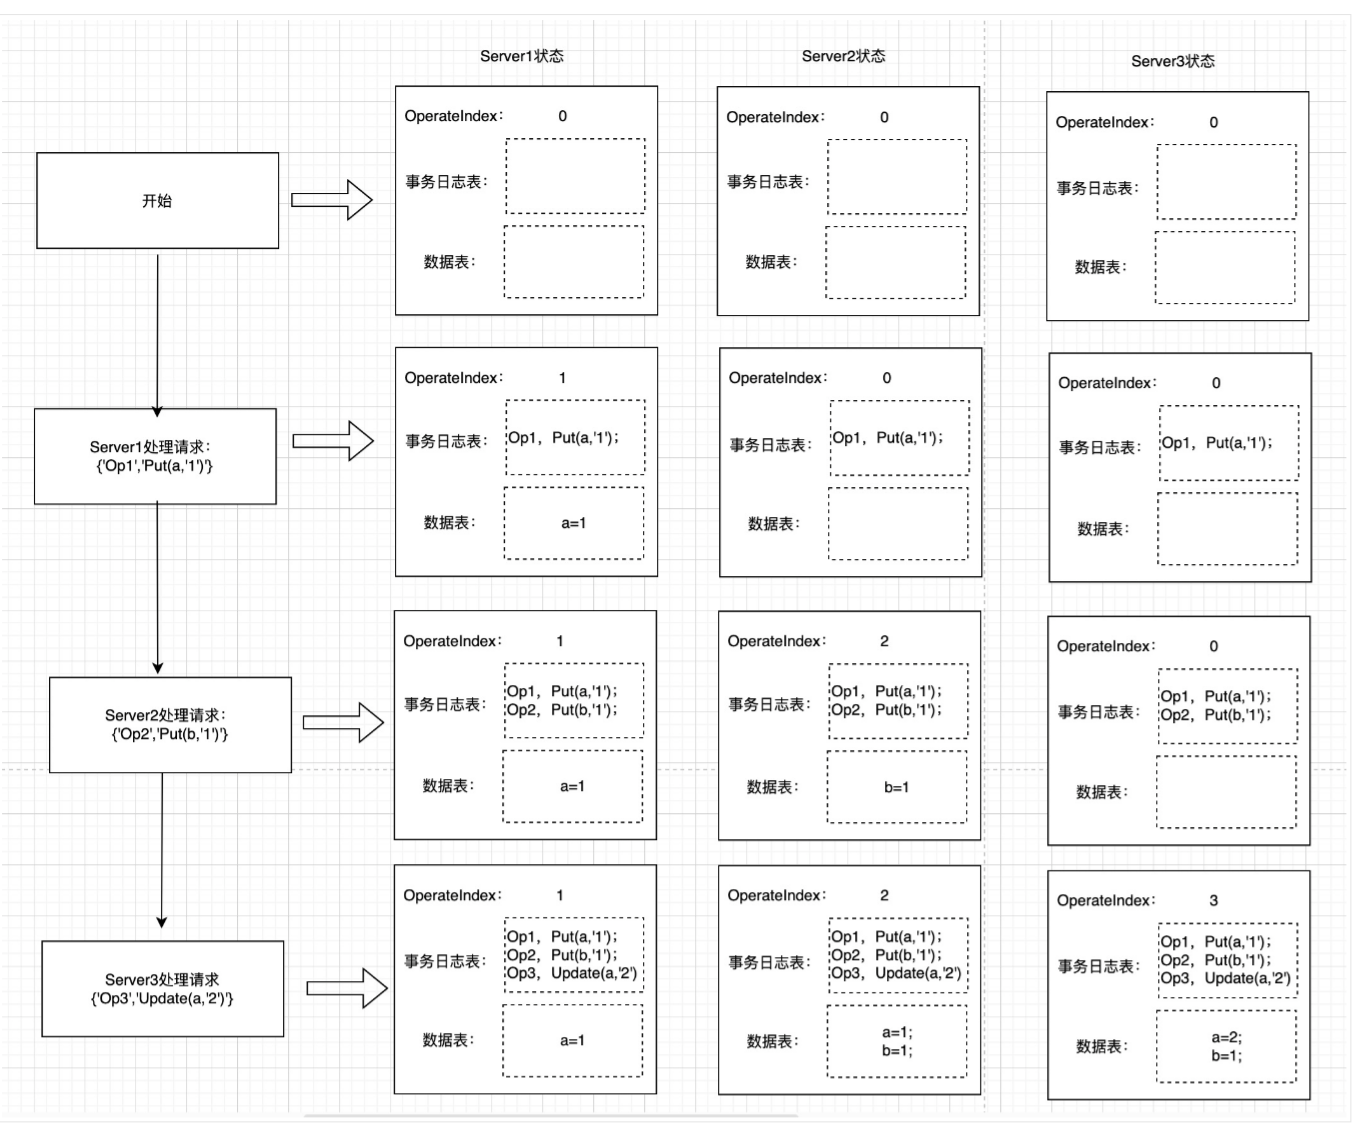 Server1状态
Server2状态
Server3状态
开始
OperateIndex： 0
事务日志表：
数据表：
OperateIndex： 0
事务日志表：
数据表：
OperateIndex： 0
事务日志表：
数据表：
Server1处理请求：
{'Op1','Put(a,'1')'}
OperateIndex： 1
事务日志表：
Op1，Put(a,'1')；
数据表：
a=1
OperateIndex： 0
事务日志表：
Op1，Put(a,'1')；
数据表：
OperateIndex： 0
事务日志表：
Op1，Put(a,'1')；
数据表：
Server2处理请求：
{'Op2','Put(b,'1')'}
OperateIndex： 1
事务日志表：
Op1，Put(a,'1')；
Op2，Put(b,'1')；
数据表：
a=1
OperateIndex： 2
事务日志表：
Op1，Put(a,'1')；
Op2，Put(b,'1')；
数据表：
b=1
OperateIndex： 0
事务日志表：
Op1，Put(a,'1')；
Op2，Put(b,'1')；
数据表：
Server3处理请求
{'Op3','Update(a,'2')'}
OperateIndex： 1
事务日志表：
Op1，Put(a,'1')；
Op2，Put(b,'1')；
Op3，Update(a,'2')
数据表：
a=1
OperateIndex： 2
事务日志表：
Op1，Put(a,'1')；
Op2，Put(b,'1')；
Op3，Update(a,'2')
数据表：
a=1;
b=1;
OperateIndex： 3
事务日志表：
Op1，Put(a,'1')；
Op2，Put(b,'1')；
Op3，Update(a,'2')
数据表：
a=2;
b=1;